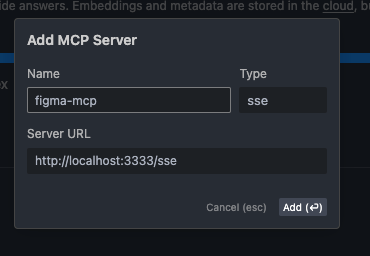 ide answers. Embeddings and metadata are stored in the cloud, bu
Add MCP Server
ex
Name Type
figma-mcp sse
Server URL
http://localhost:3333/sse
Cancel (esc) Add (↵)